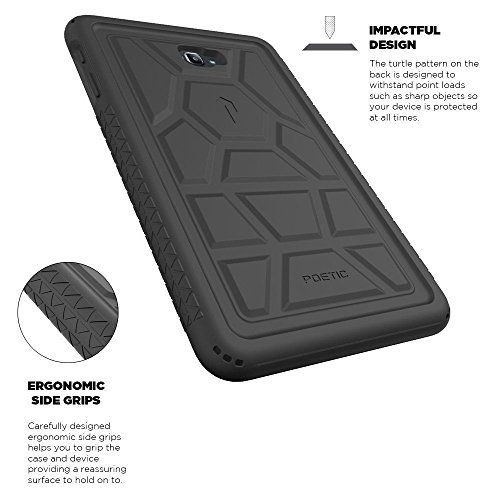 IMPACTFUL
DESIGN
The turtle pattern on the
back is designed to
withstand point loads
such as sharp objects so
your device is protected
at all times.
POETIC
ERGONOMIC
SIDE GRIPS
Carefully designed
ergonomic side grips
helps you to grip the
case and device
providing a reassuring
surface to hold on to.